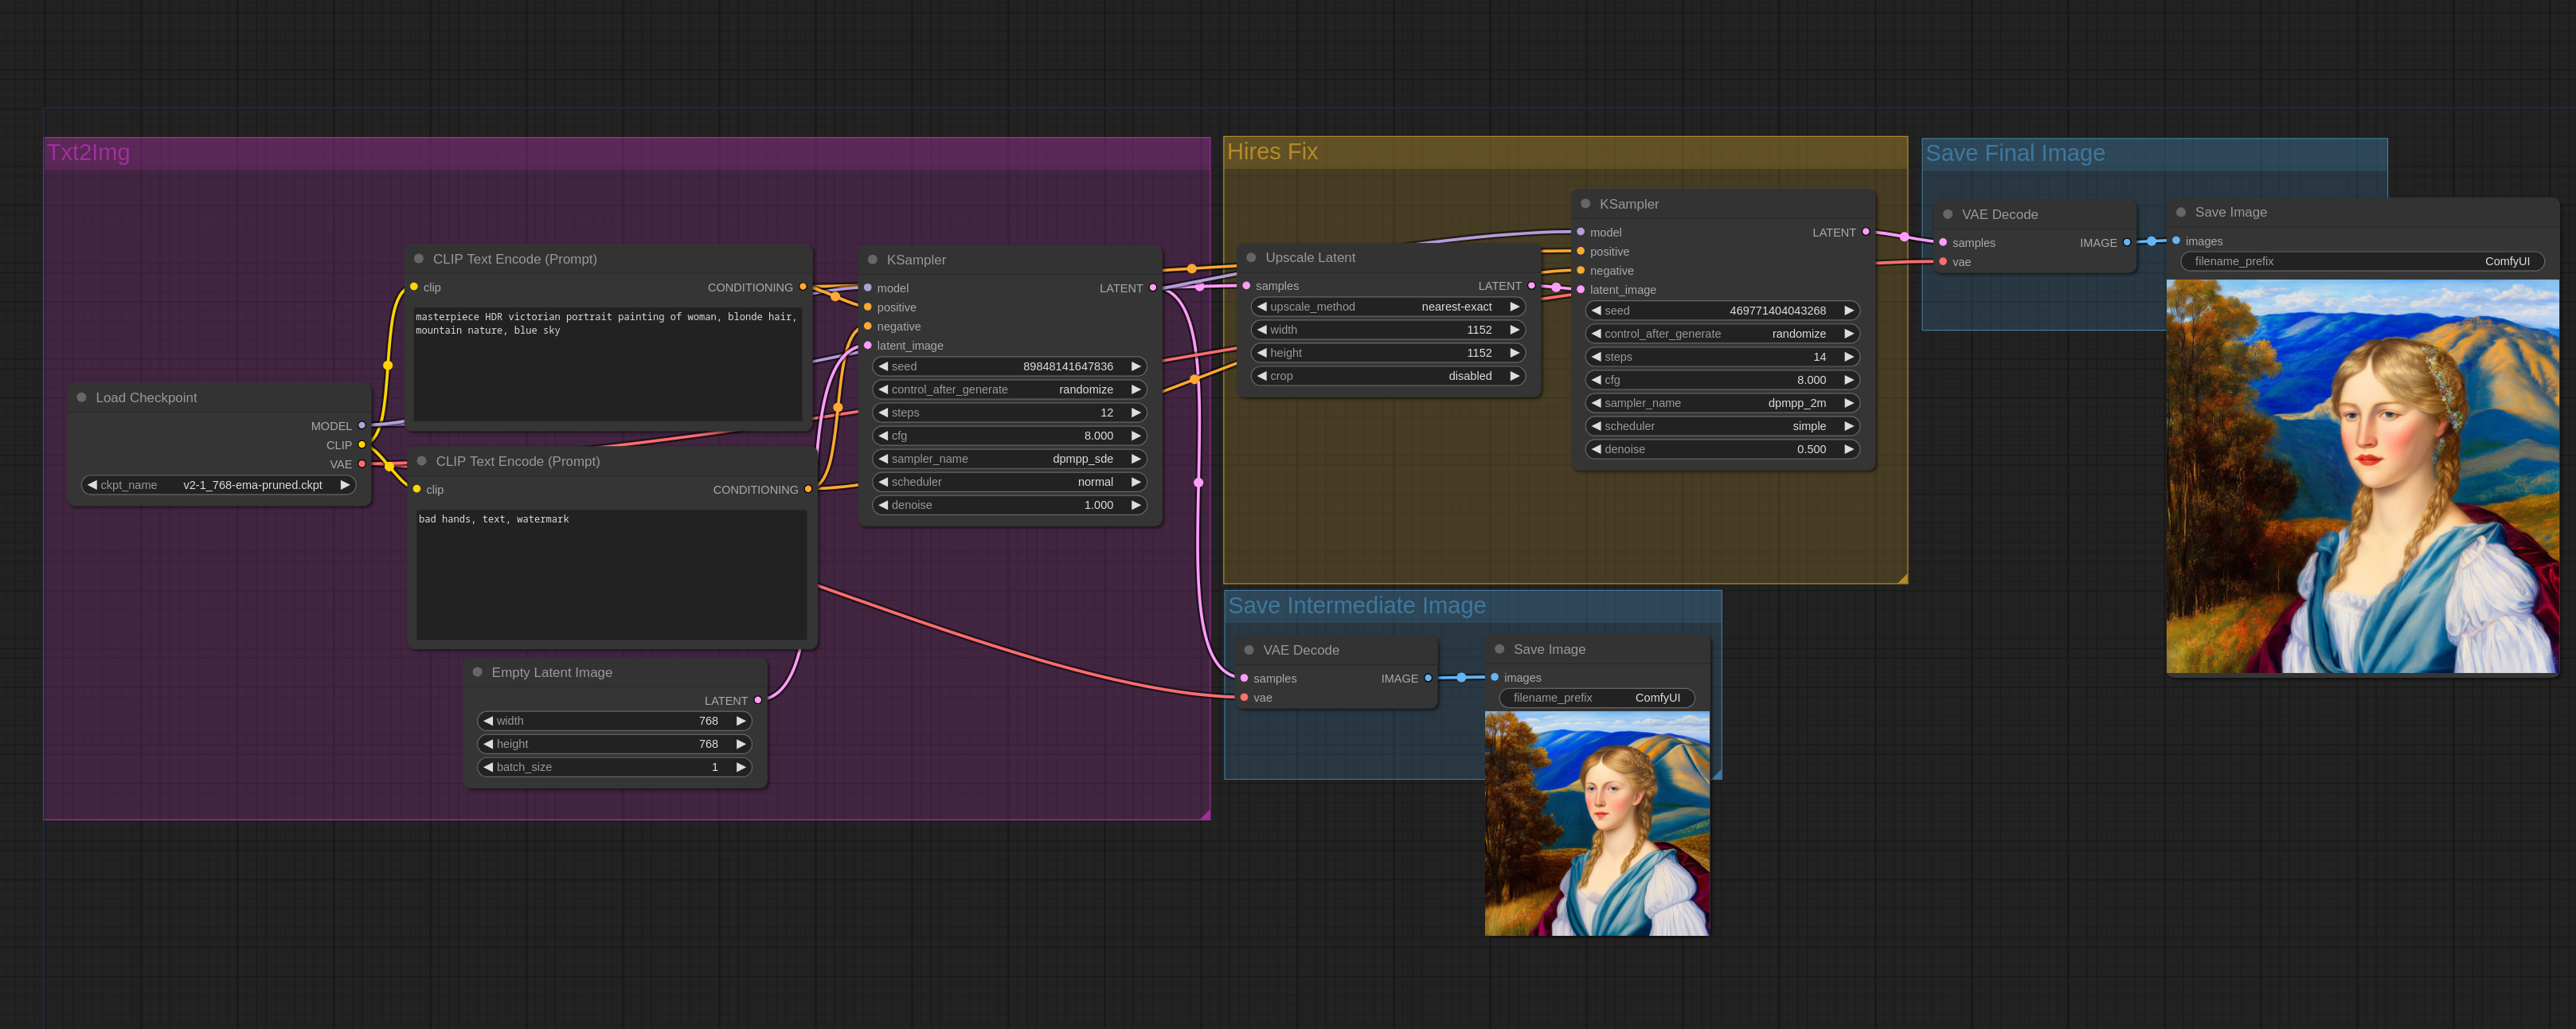 Txt2Img
Load Checkpoint
MODEL
CLIP
VAE
ckpt_name v2-1_768-ema-pruned.ckpt
CLIP Text Encode (Prompt)
clip CONDITIONING
masterpiece HDR victorian portrait painting of woman, blonde hair,
mountain nature, blue sky
CLIP Text Encode (Prompt)
clip CONDITIONING
bad hands, text, watermark
Empty Latent Image
LATENT
width 768
height 768
batch_size 1
KSampler
model LATENT
positive
negative
latent_image
seed 89848141647836
control_after_generate randomize
steps 12
cfg 8.000
sampler_name dpmpp_sde
scheduler normal
denoise 1.000
Hires Fix
Upscale Latent
samples LATENT
upscale_method nearest-exact
width 1152
height 1152
crop disabled
KSampler
model LATENT
positive
negative
latent_image
seed 469771404043268
control_after_generate randomize
steps 14
cfg 8.000
sampler_name dpmpp_2m
scheduler simple
denoise 0.500
Save Intermediate Image
VAE Decode
samples IMAGE
vae
Save Image
images
filename_prefix ComfyUI
Save Final Image
VAE Decode
samples IMAGE
vae
Save Image
images
filename_prefix ComfyUI